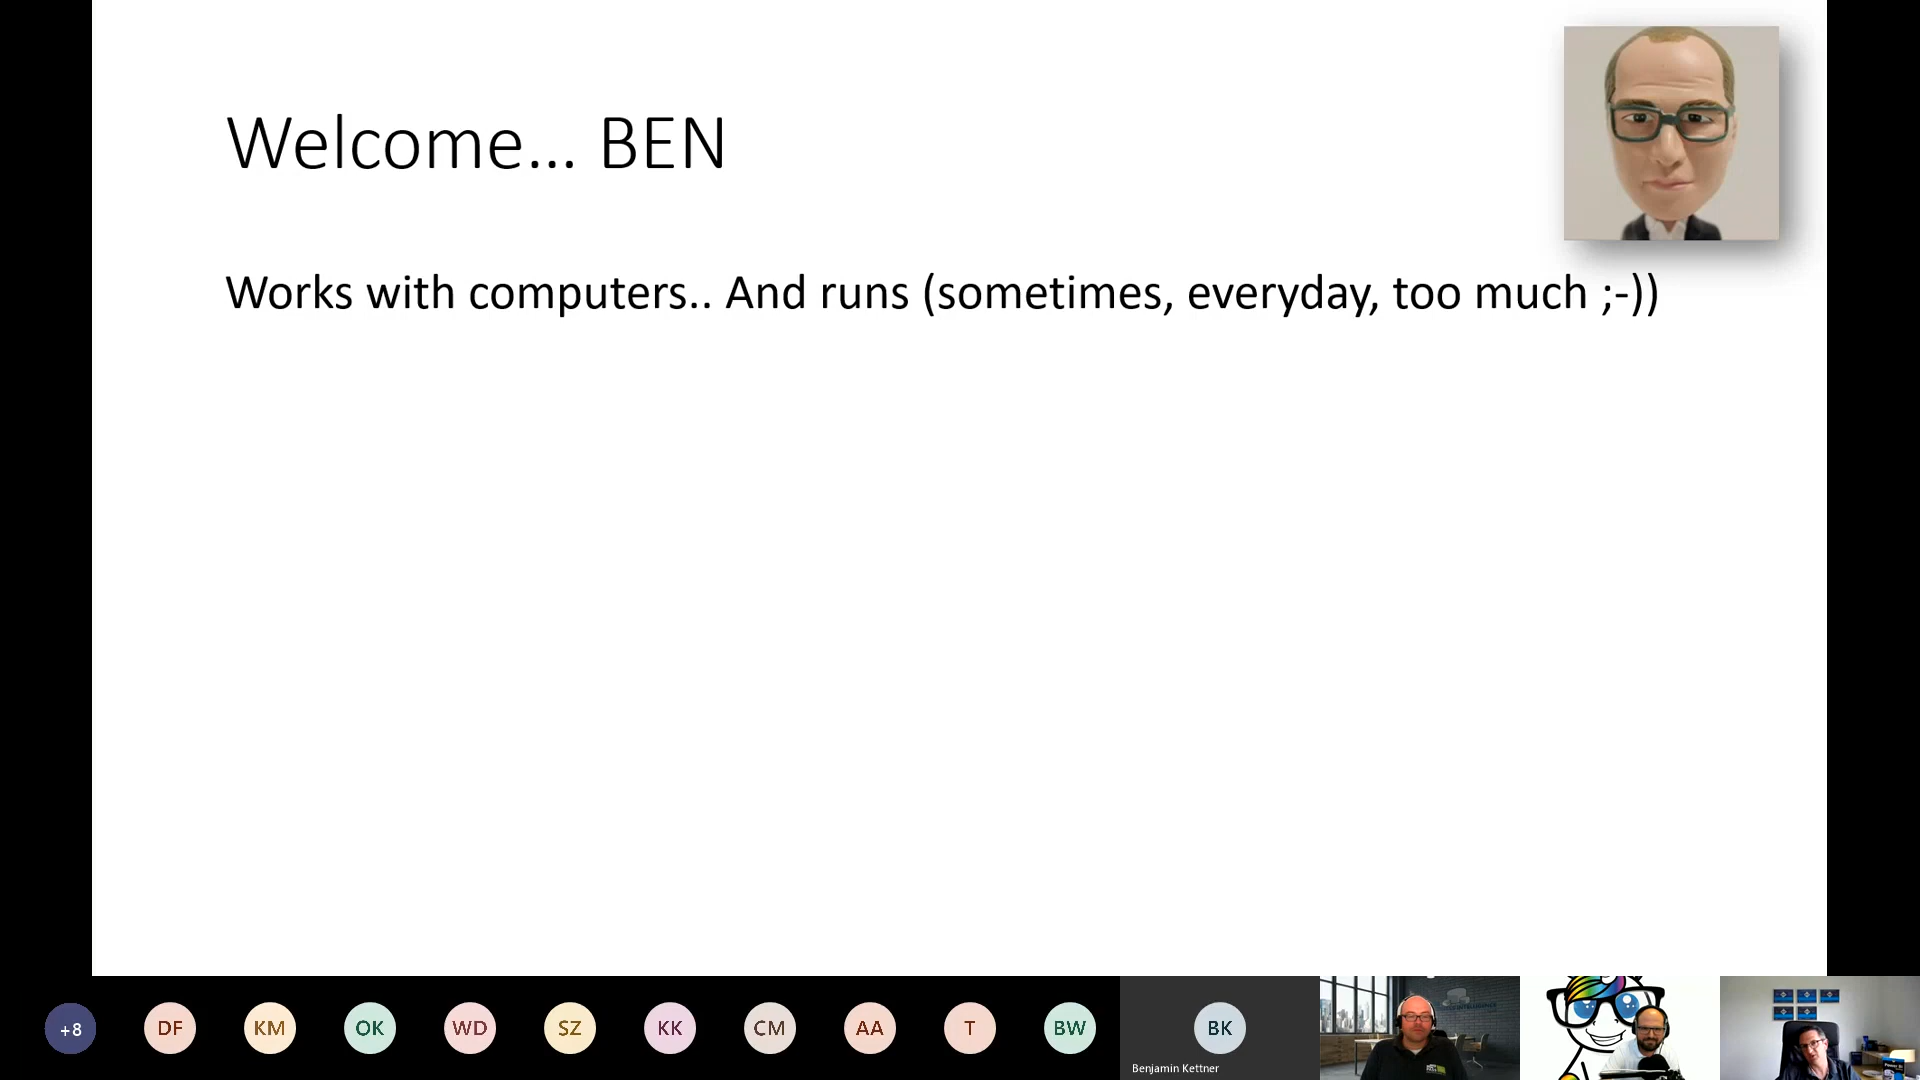 Welcome... BEN
Works with computers.. And runs (sometimes, everyday, too much ;-))
+8
DF
KM
OK
WD
SZ
KK
CM
AA
T
BW
BK
Benjamin Kettner